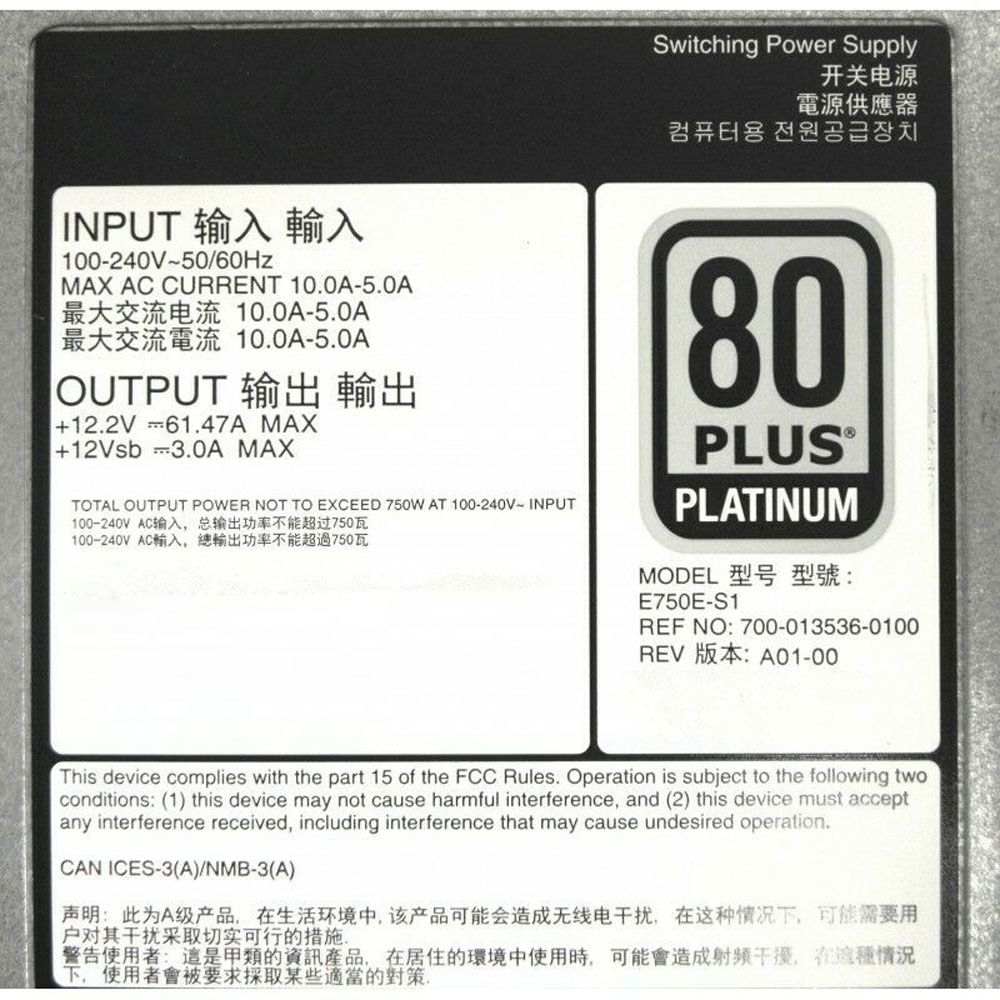 Switching Power Supply
开关电源
電源供應器
컴퓨터용 전원공급장치
INPUT 输入 輸入
100-240V~50/60Hz
MAX AC CURRENT 10.0A-5.0A
最大交流电流 10.0A-5.0A
最大交流電流 10.0A-5.0A
OUTPUT 输出 輸出
+12.2V ⎓61.47A MAX
+12Vsb ⎓3.0A MAX
TOTAL OUTPUT POWER NOT TO EXCEED 750W AT 100-240V~ INPUT
100-240V AC输入，总输出功率不能超过750瓦
100-240V AC輸入，總輸出功率不能超過750瓦
80
PLUS®
PLATINUM
MODEL 型号 型號：
E750E-S1
REF NO: 700-013536-0100
REV 版本: A01-00
This device complies with the part 15 of the FCC Rules. Operation is subject to the following two
conditions: (1) this device may not cause harmful interference, and (2) this device must accept
any interference received, including interference that may cause undesired operation.
CAN ICES-3(A)/NMB-3(A)
声明：此为A级产品，在生活环境中,该产品可能会造成无线电干扰，在这种情况下，可能需要用
户对其干扰采取切实可行的措施.
警告使用者：這是甲類的資訊產品，在居住的環境中使用時，可能會造成射頻干擾，在這種情況
下，使用者會被要求採取某些適當的對策.